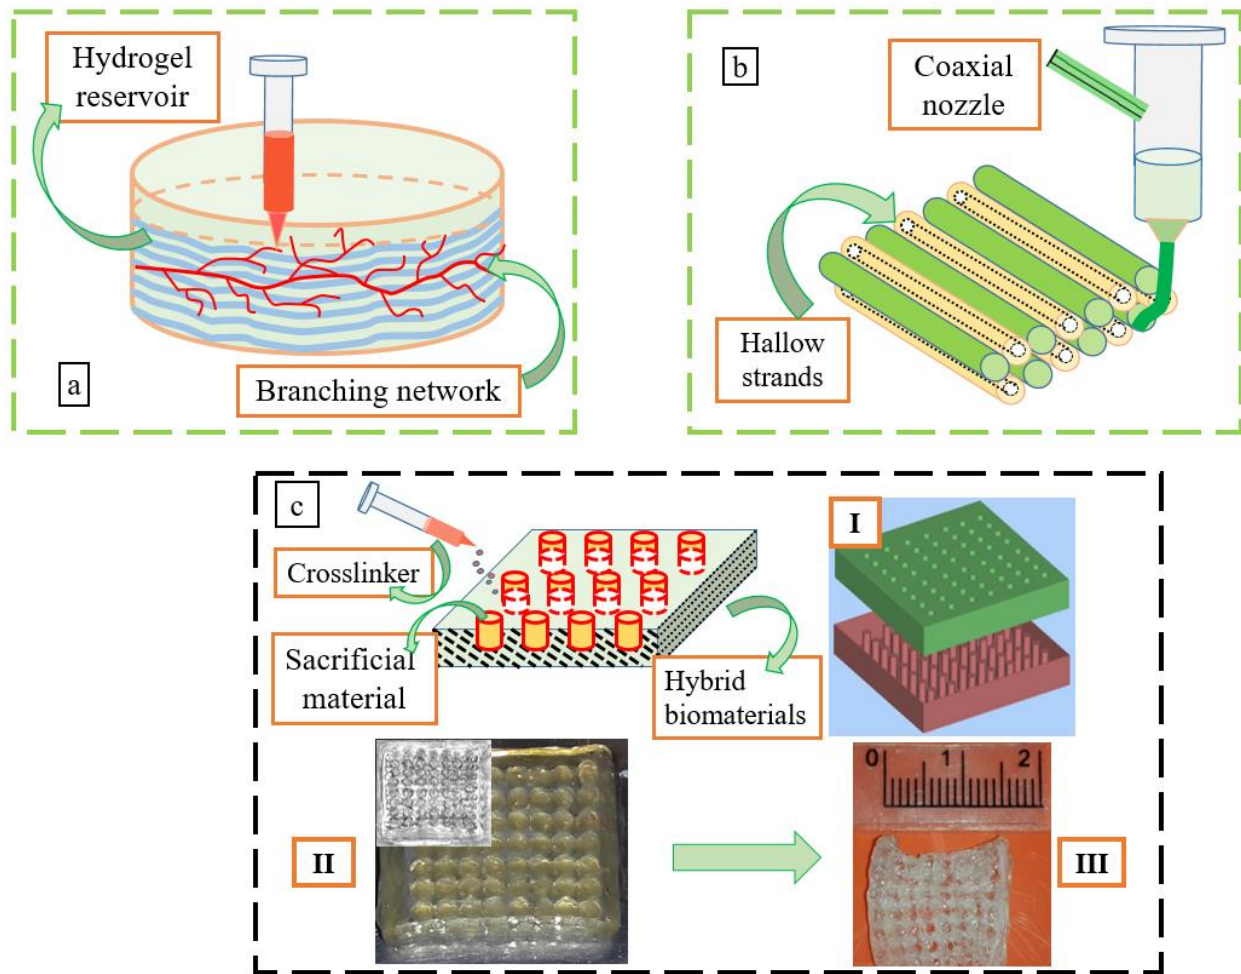 Hydrogel
reservoir
a
Branching network
b
Coaxial
nozzle
Hallow
strands
c
Crosslinker
Sacrificial
material
Hybrid
biomaterials
I
II
0 1 2
III